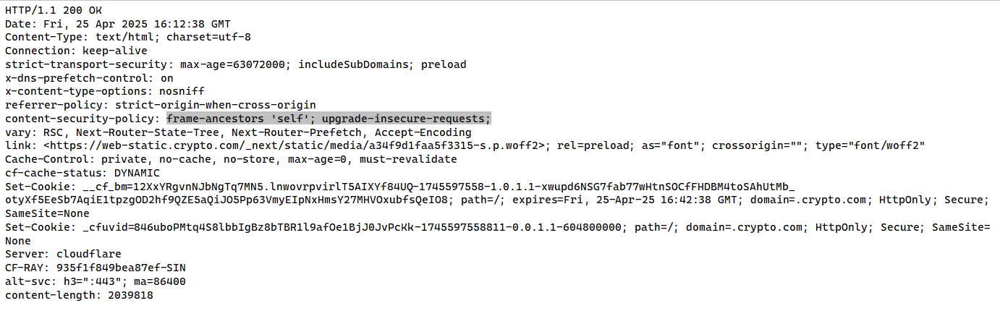 HTTP/1.1 200 OK
Date: Fri, 25 Apr 2025 16:12:38 GMT
Content-Type: text/html; charset=utf-8
Connection: keep-alive
strict-transport-security: max-age=63072000; includeSubDomains; preload
x-dns-prefetch-control: on
x-content-type-options: nosniff
referrer-policy: strict-origin-when-cross-origin
content-security-policy: frame-ancestors 'self'; upgrade-insecure-requests;
vary: RSC, Next-Router-State-Tree, Next-Router-Prefetch, Accept-Encoding
link: <https://web-static.crypto.com/_next/static/media/a34f9d1faa5f3315-s.p.woff2>; rel=preload; as="font"; crossorigin=""; type="font/woff2"
Cache-Control: private, no-cache, no-store, max-age=0, must-revalidate
cf-cache-status: DYNAMIC
Set-Cookie: __cf_bm=12XxYRgvnNJbNgTq7MN5.lnwovrpvirlT5AIXYf84UQ-1745597558-1.0.1.1-xwupd6NSG7fab77wHtnSOCfFHDBM4toSAhUtMb_
otyXf5EeSb7AqiE1tpzgOD2hf9QZE5aQiJO5Pp63VmyEIpNxHmsY27MHVOxubfsQeIO8; path=/; expires=Fri, 25-Apr-25 16:42:38 GMT; domain=.crypto.com; HttpOnly; Secure;
SameSite=None
Set-Cookie: _cfuvid=846uboPMtq4S8lbbIgBz8bTBR1l9afOe1BjJ0JvPckk-1745597558811-0.0.1.1-604800000; path=/; domain=.crypto.com; HttpOnly; Secure; SameSite=
None
Server: cloudflare
CF-RAY: 935f1f849bea87ef-SIN
alt-svc: h3=":443"; ma=86400
content-length: 2039818